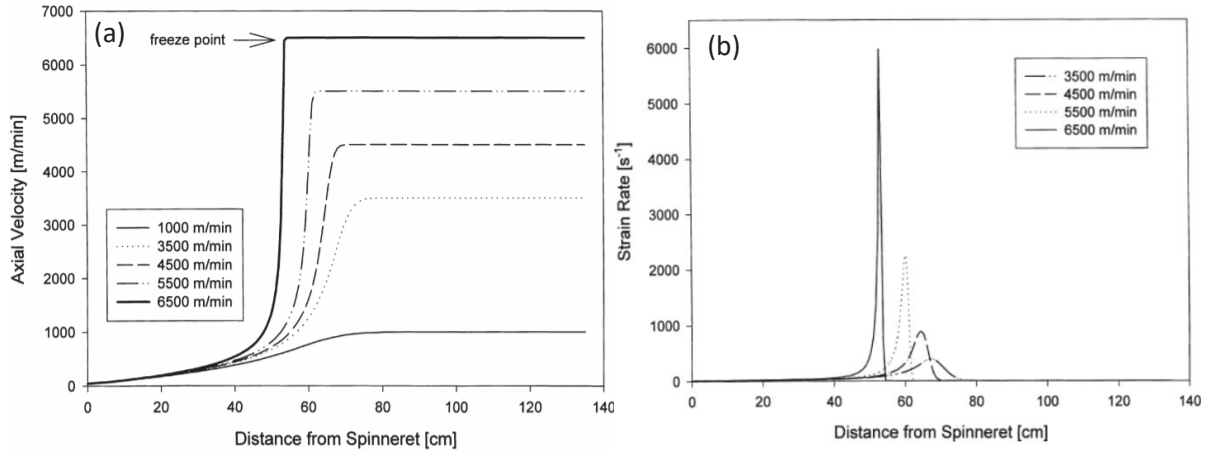 (a)
freeze point
7000
6000
5000
4000
3000
2000
1000
0
Axial Velocity [m/min]
1000 m/min
3500 m/min
4500 m/min
5500 m/min
6500 m/min
0 20 40 60 80 100 120 140
Distance from Spinneret [cm]
(b)
6000
5000
4000
3000
2000
1000
0
Strain Rate [s⁻¹]
3500 m/min
4500 m/min
5500 m/min
6500 m/min
0 20 40 60 80 100 120 140
Distance from Spinneret [cm]